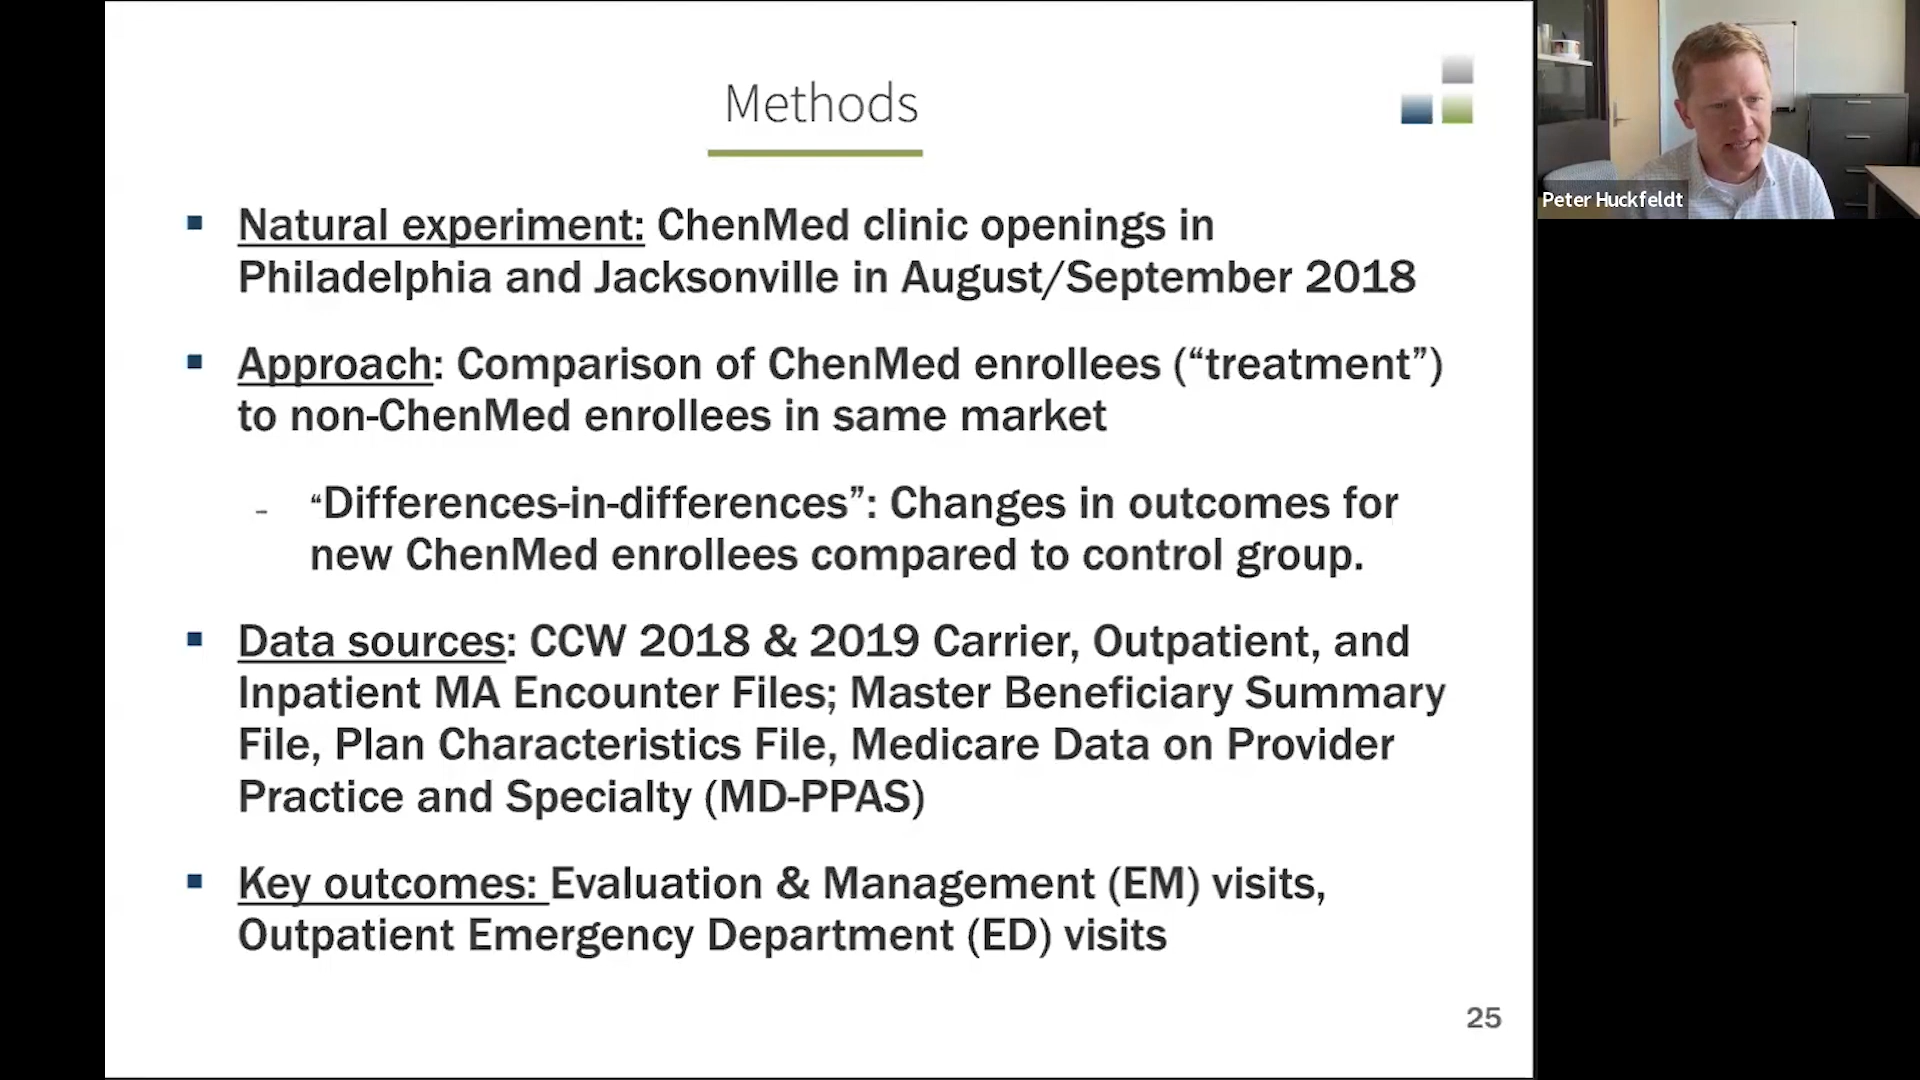 Methods
Natural experiment: ChenMed clinic openings in
Philadelphia and Jacksonville in August/September 2018
Approach: Comparison of ChenMed enrollees (“treatment”)
to non-ChenMed enrollees in same market
- “Differences-in-differences”: Changes in outcomes for
new ChenMed enrollees compared to control group.
Data sources: CCW 2018 & 2019 Carrier, Outpatient, and
Inpatient MA Encounter Files; Master Beneficiary Summary
File, Plan Characteristics File, Medicare Data on Provider
Practice and Specialty (MD-PPAS)
Key outcomes: Evaluation & Management (EM) visits,
Outpatient Emergency Department (ED) visits
25
Peter Huckfeldt